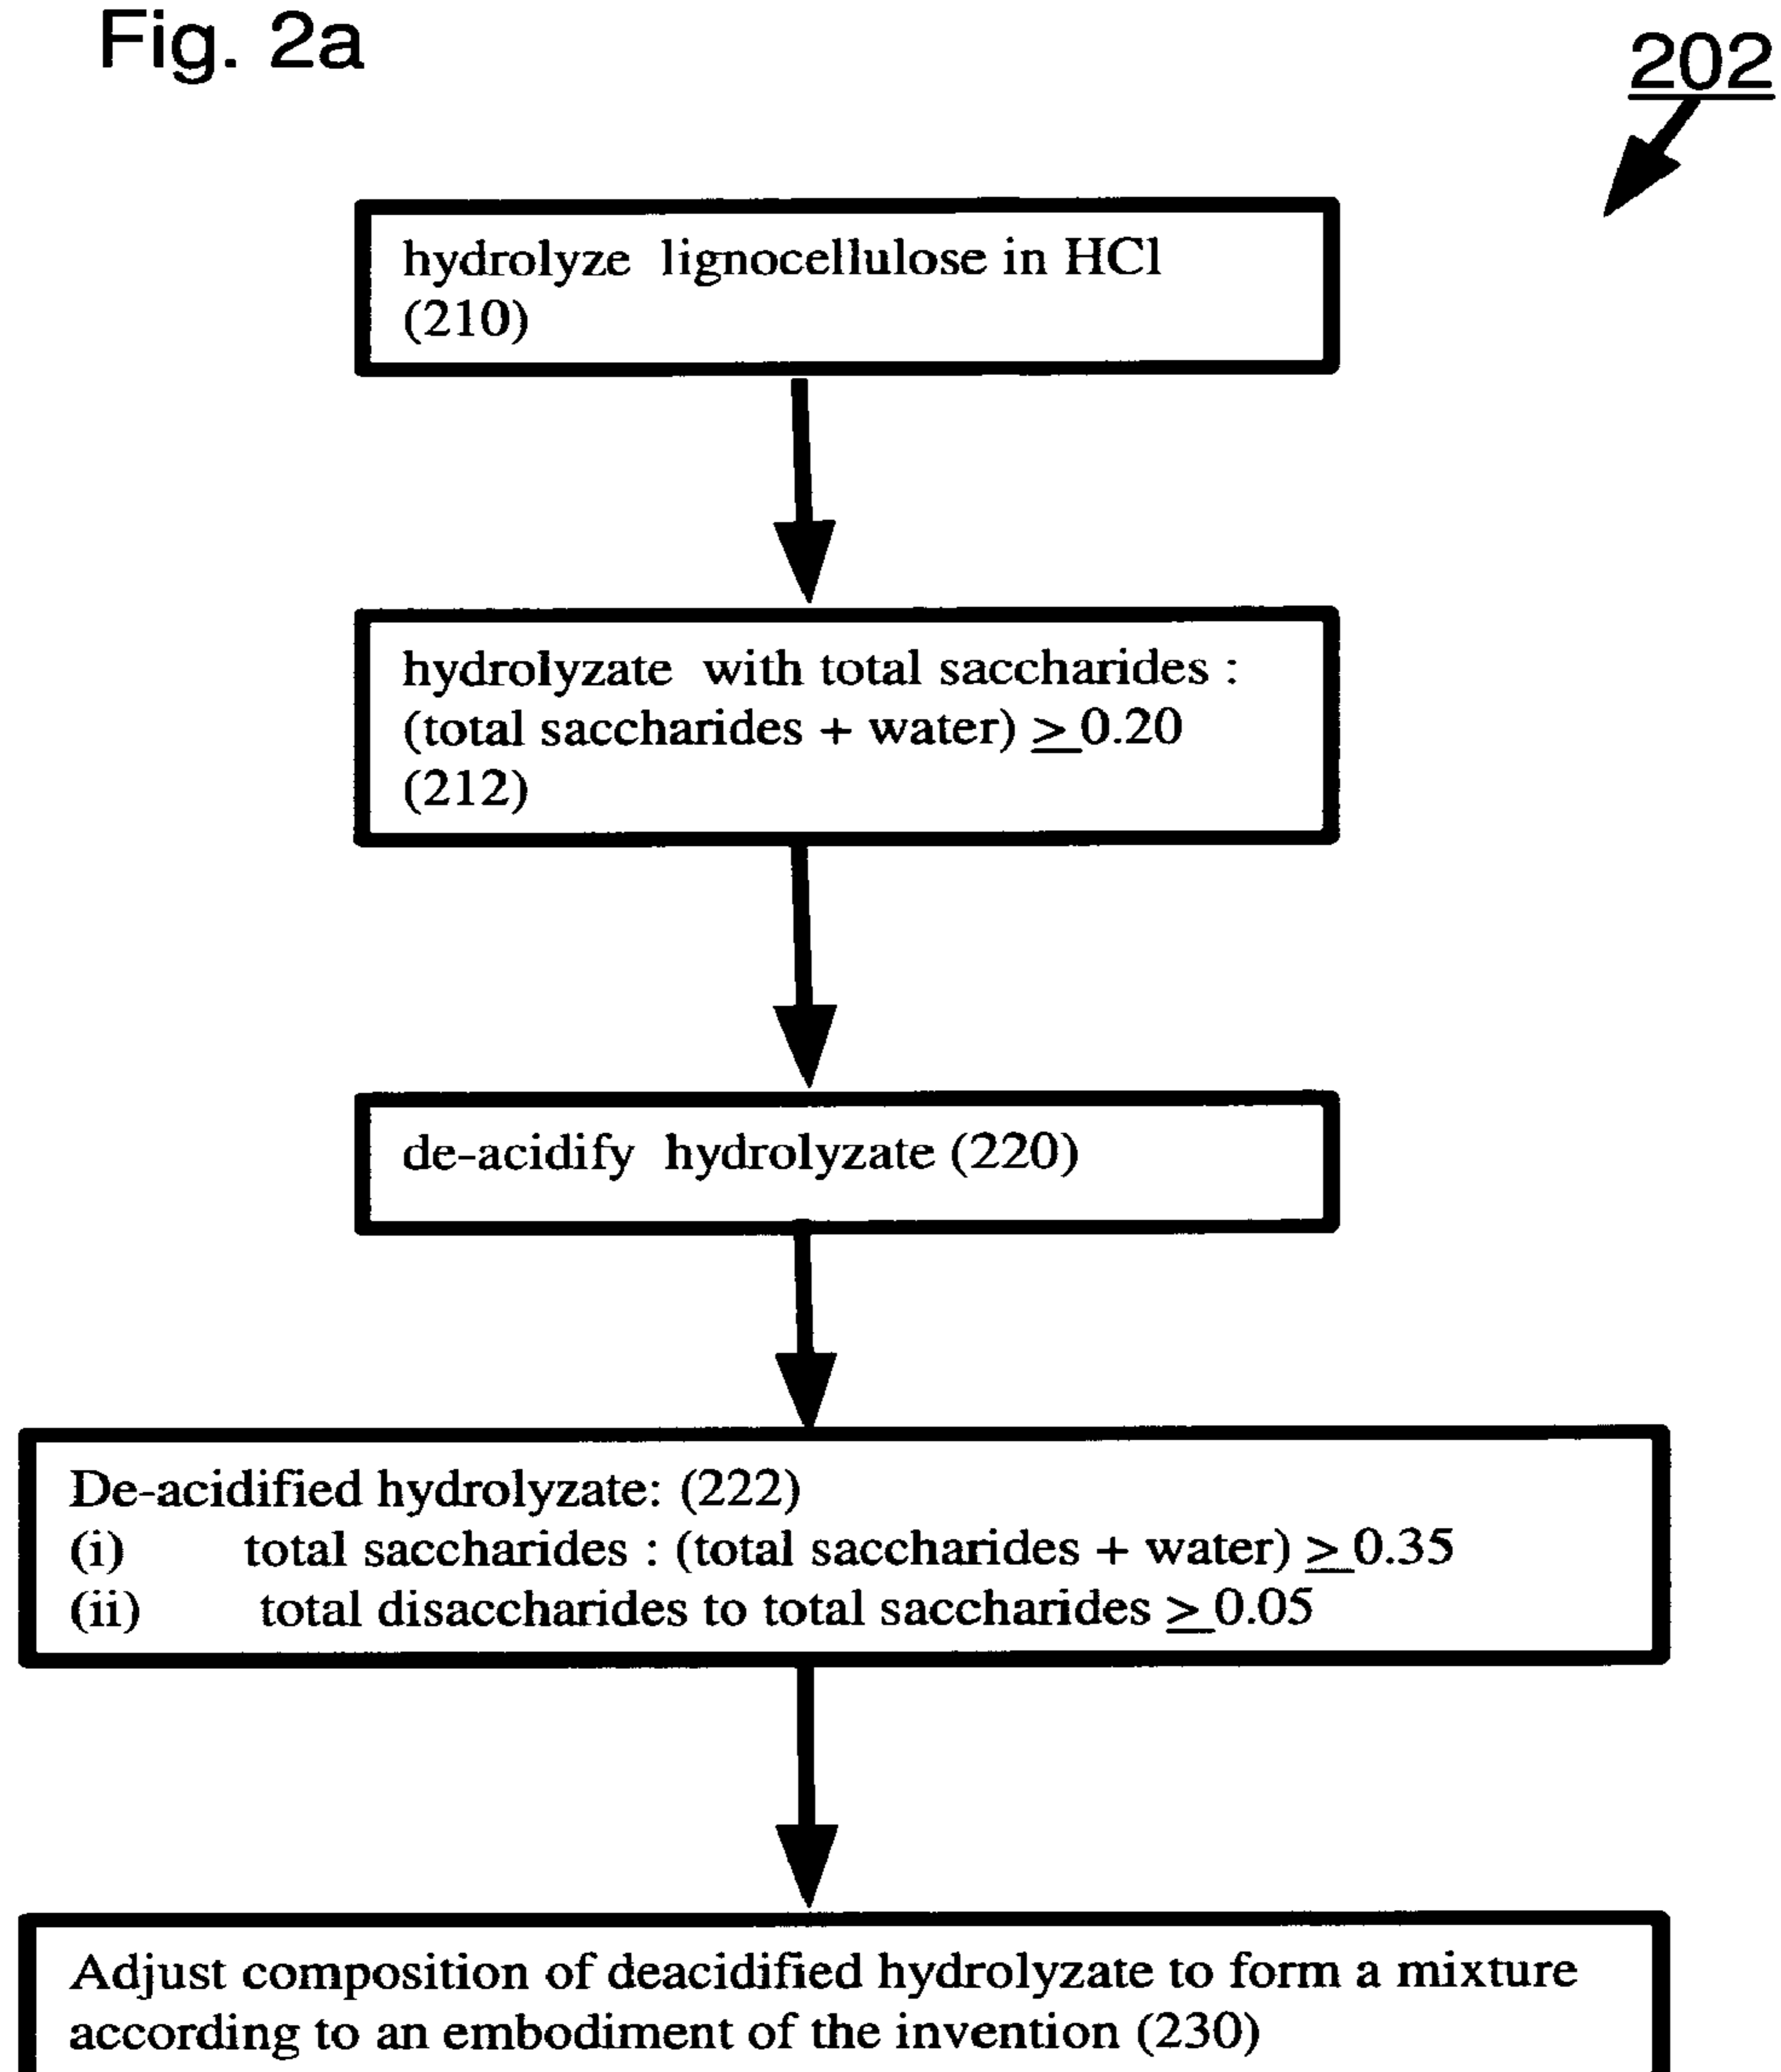 Fig. 2a
202
hydrolyze lignocellulose in HCl
(210)
hydrolyzate with total saccharides :
(total saccharides + water) ≥ 0.20
(212)
de-acidify hydrolyzate (220)
De-acidified hydrolyzate: (222)
(i) total saccharides : (total saccharides + water) ≥ 0.35
(ii) total disaccharides to total saccharides ≥ 0.05
Adjust composition of deacidified hydrolyzate to form a mixture
according to an embodiment of the invention (230)